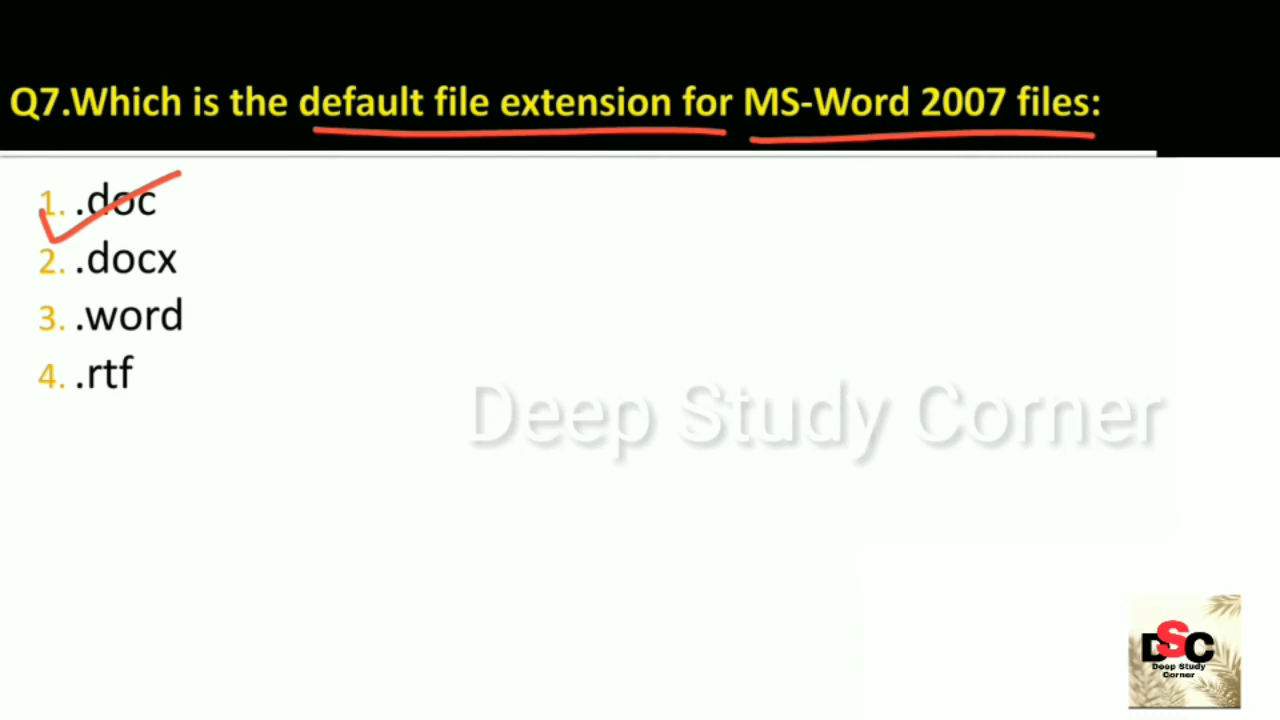 Q7.Which is the default file extension for MS-Word 2007 files:
1. .doc
2. .docx
3. .word
4. .rtf
Deep Study Corner
DSC
Deep Study
Corner